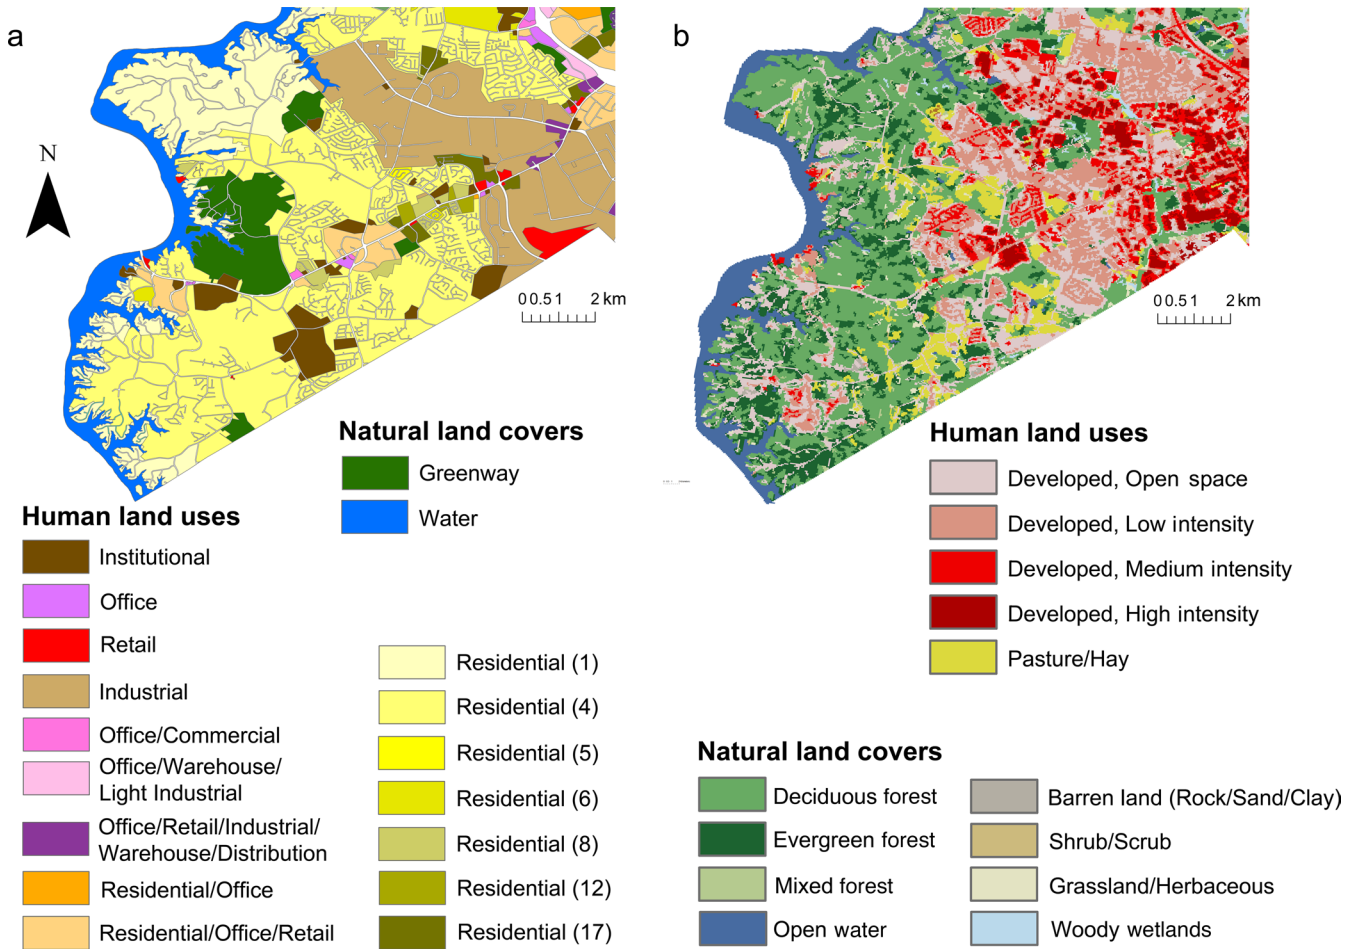 a
b
N
0 0.5 1 2 km
0 0.5 1 2 km
Natural land covers
Greenway
Water
Human land uses
Institutional
Office
Retail
Industrial
Office/Commercial
Office/Warehouse/
Light Industrial
Office/Retail/Industrial/
Warehouse/Distribution
Residential/Office
Residential/Office/Retail
Residential (1)
Residential (4)
Residential (5)
Residential (6)
Residential (8)
Residential (12)
Residential (17)
Human land uses
Developed, Open space
Developed, Low intensity
Developed, Medium intensity
Developed, High intensity
Pasture/Hay
Natural land covers
Deciduous forest
Evergreen forest
Mixed forest
Open water
Barren land (Rock/Sand/Clay)
Shrub/Scrub
Grassland/Herbaceous
Woody wetlands